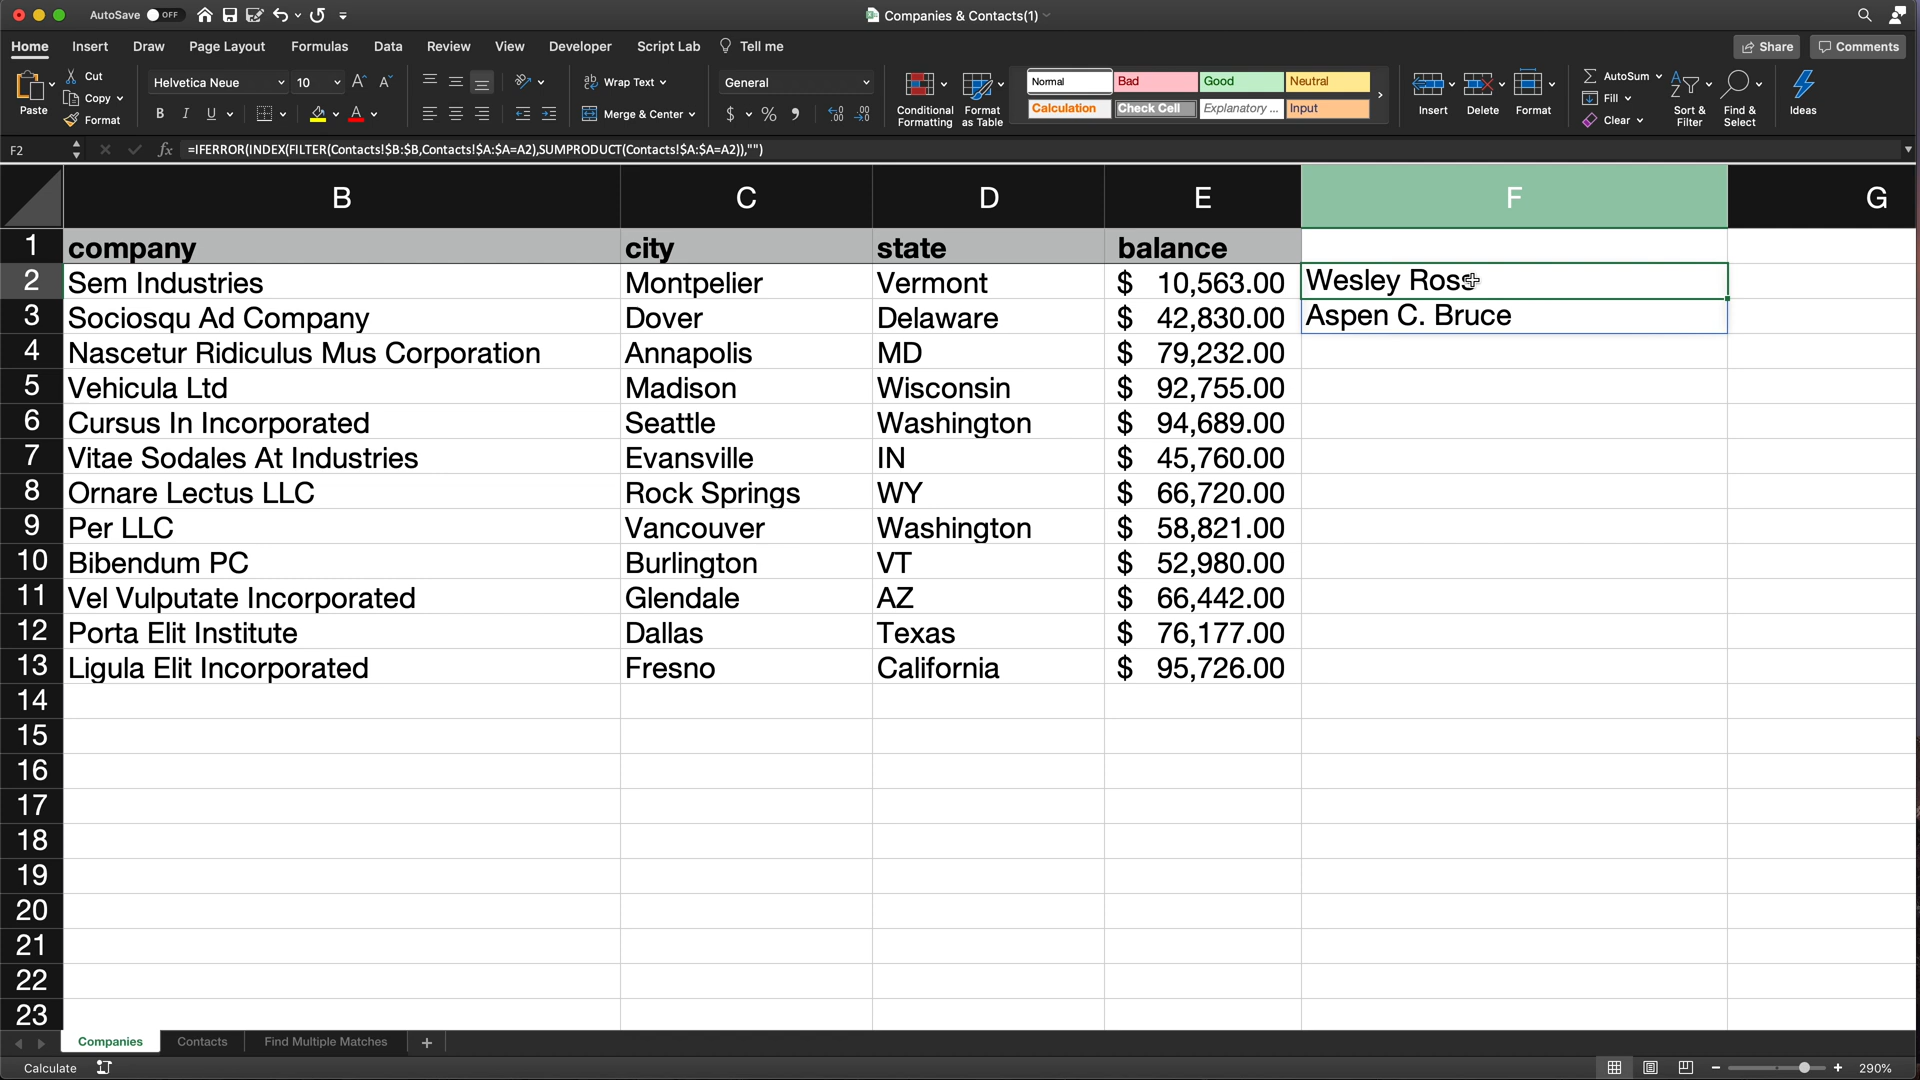 AutoSave OFF Companies & Contacts(1)
Home Insert Draw Page Layout Formulas Data Review View Developer Script Lab Tell me Share Comments
Paste Cut Copy Format
Helvetica Neue 10
B I U A
Wrap Text
Merge & Center
General
$ %
Conditional Formatting
Format as Table
Normal Bad Good Neutral
Calculation Check Cell Explanatory ... Input
Insert Delete Format
AutoSum
Fill
Clear
Sort & Filter
Find & Select
Ideas
F2 fx =IFERROR(INDEX(FILTER(Contacts!$B:$B,Contacts!$A:$A=A2),SUMPRODUCT(Contacts!$A:$A=A2)),"")
B C D E F G
1 company city state balance
2 Sem Industries Montpelier Vermont $ 10,563.00 Wesley Ross
3 Sociosqu Ad Company Dover Delaware $ 42,830.00 Aspen C. Bruce
4 Nascetur Ridiculus Mus Corporation Annapolis MD $ 79,232.00
5 Vehicula Ltd Madison Wisconsin $ 92,755.00
6 Cursus In Incorporated Seattle Washington $ 94,689.00
7 Vitae Sodales At Industries Evansville IN $ 45,760.00
8 Ornare Lectus LLC Rock Springs WY $ 66,720.00
9 Per LLC Vancouver Washington $ 58,821.00
10 Bibendum PC Burlington VT $ 52,980.00
11 Vel Vulputate Incorporated Glendale AZ $ 66,442.00
12 Porta Elit Institute Dallas Texas $ 76,177.00
13 Ligula Elit Incorporated Fresno California $ 95,726.00
14
15
16
17
18
19
20
21
22
23
Companies Contacts Find Multiple Matches +
Calculate 290%